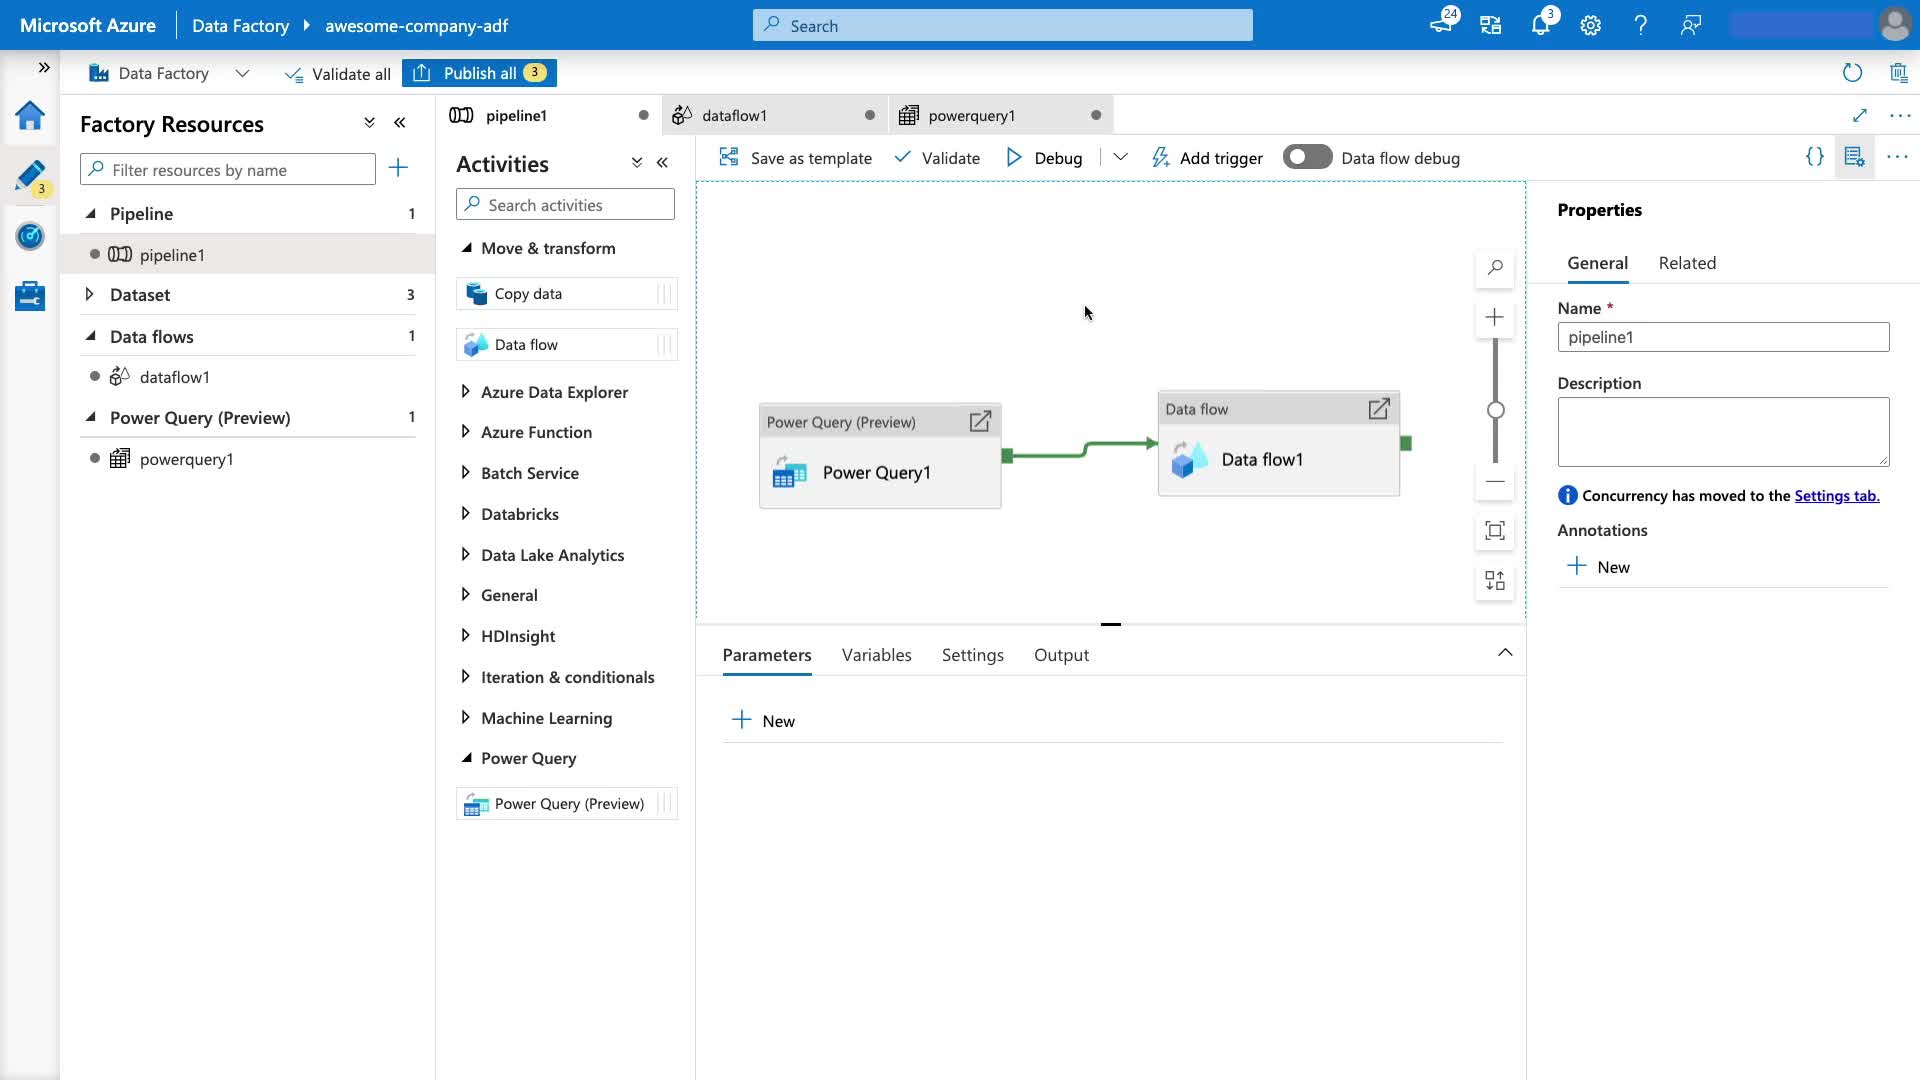 Microsoft Azure
Data Factory
awesome-company-adf
Search
24
3
Data Factory
Validate all
Publish all 3
3
Factory Resources
Filter resources by name
Pipeline 1
pipeline1
Dataset 3
Data flows 1
dataflow1
Power Query (Preview) 1
powerquery1
pipeline1
dataflow1
powerquery1
Activities
Search activities
Move & transform
Copy data
Data flow
Azure Data Explorer
Azure Function
Batch Service
Databricks
Data Lake Analytics
General
HDInsight
Iteration & conditionals
Machine Learning
Power Query
Power Query (Preview)
Save as template
Validate
Debug
Add trigger
Data flow debug
Power Query (Preview)
Power Query1
Data flow
Data flow1
Parameters
Variables
Settings
Output
New
Properties
General
Related
Name *
pipeline1
Description
Concurrency has moved to the Settings tab.
Annotations
New